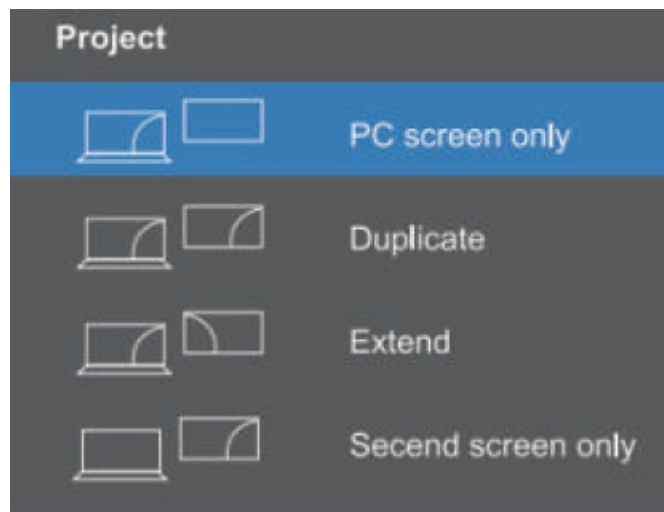 Project
PC screen only
Duplicate
Extend
Secend screen only